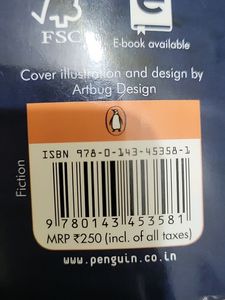 FSC
E-book available
Cover illustration and design by
Artbug Design
Fiction
ISBN 978-0-143-45358-1
9 780143 453581
MRP ₹250 (incl. of all taxes)
www.penguin.co.in